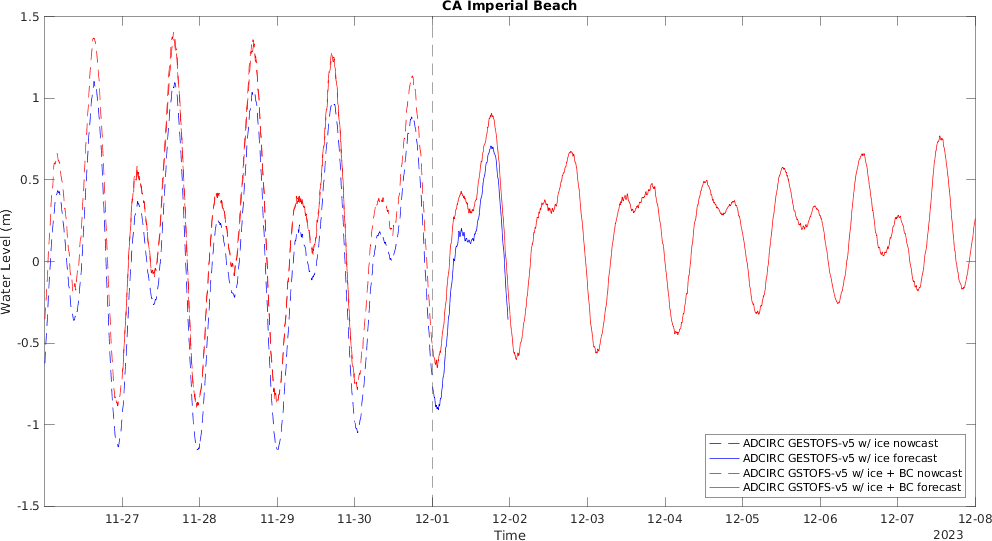 CA Imperial Beach
1.5
1
0.5
0
-0.5
-1
-1.5
Water Level (m)
11-27 11-28 11-29 11-30 12-01 12-02 12-03 12-04 12-05 12-06 12-07 12-08
Time
2023
ADCIRC GESTOFS-v5 w/ ice nowcast
ADCIRC GESTOFS-v5 w/ ice forecast
ADCIRC GSTOFS-v5 w/ ice + BC nowcast
ADCIRC GSTOFS-v5 w/ ice + BC forecast